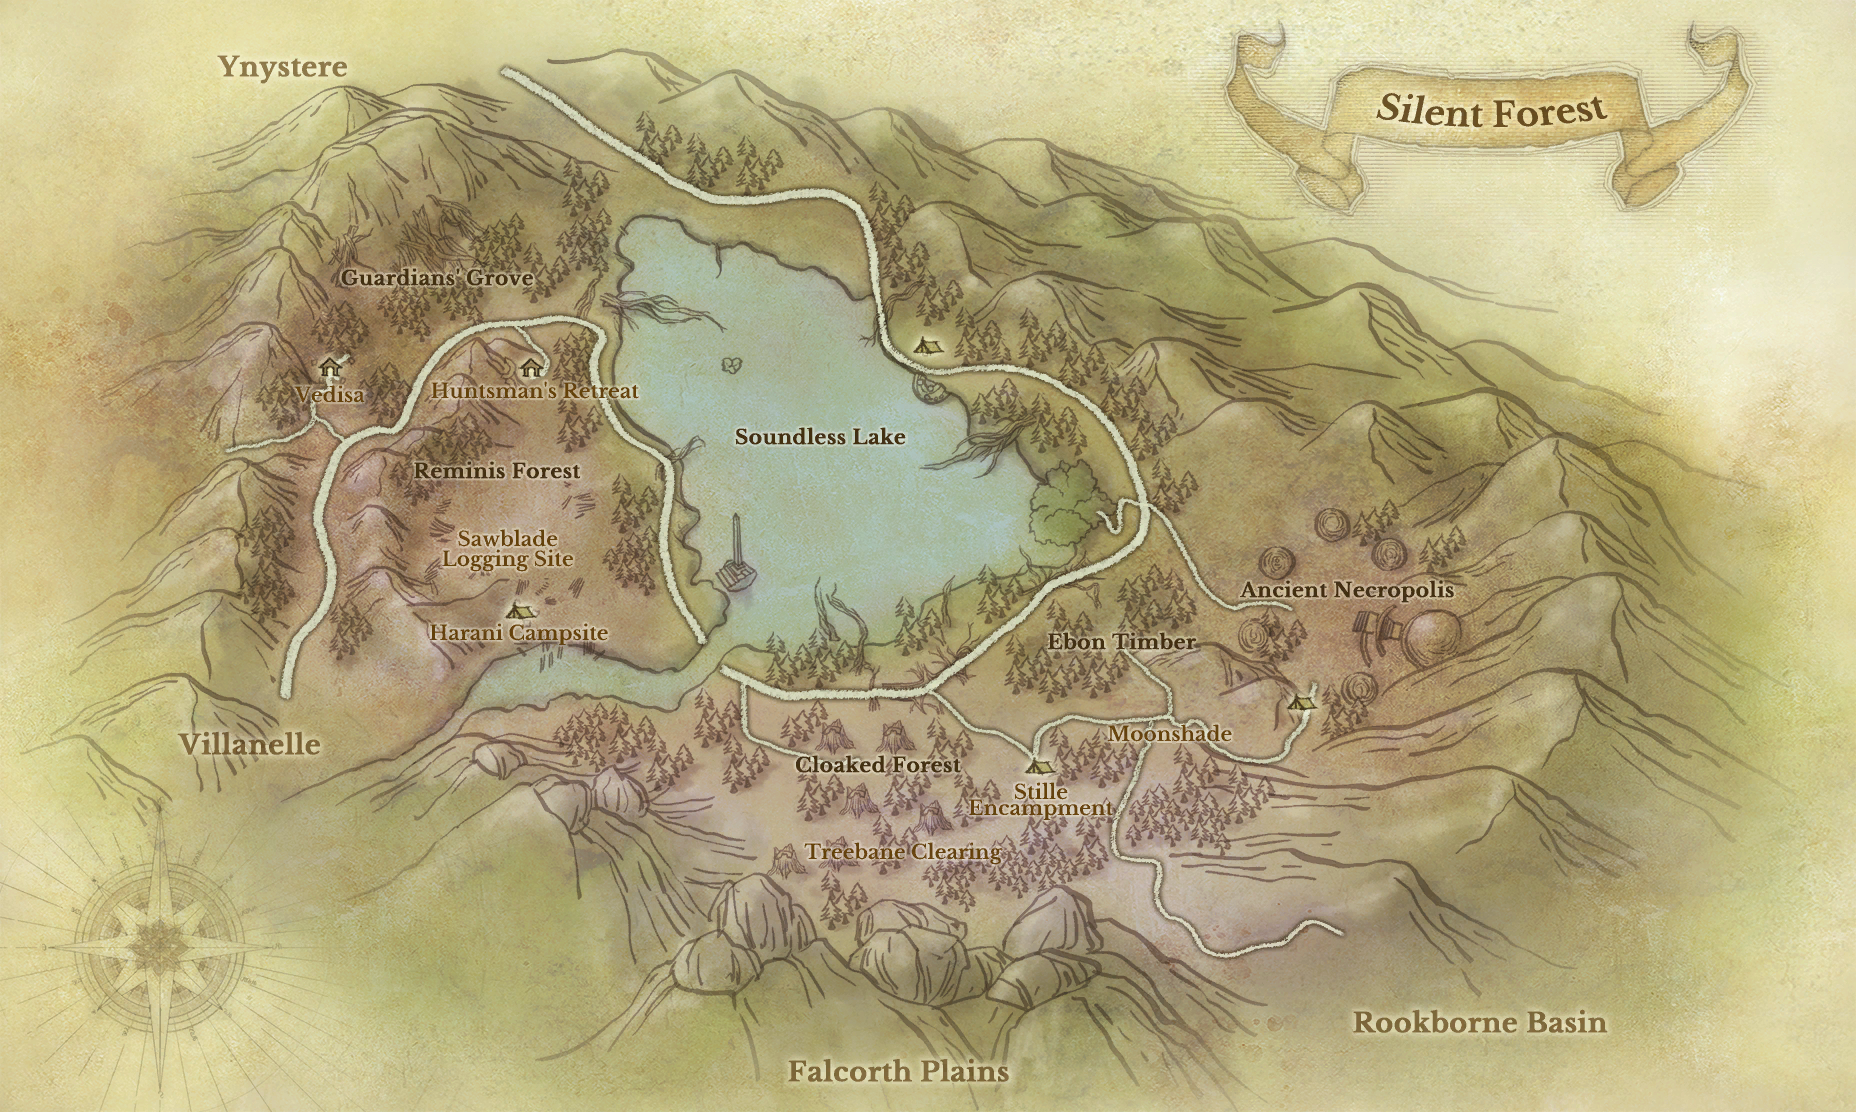 Ynystere
Silent Forest
Guardians' Grove
Vedisa
Huntsman's Retreat
Soundless Lake
Reminis Forest
Sawblade
Logging Site
Ancient Necropolis
Harani Campsite
Ebon Timber
Moonshade
Villanelle
Cloaked Forest
Stille
Encampment
Treebane Clearing
Rookborne Basin
Falcorth Plains